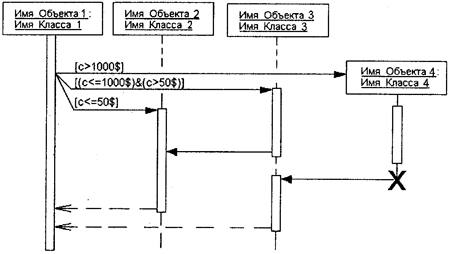 Имя Объекта 1 :
Имя Класса 1
Имя Объекта 2
Имя Класса 2
Имя Объекта 3
Имя Класса 3
[c>1000$]
Имя Объекта 4 :
Имя Класса 4
[(c<=1000$)&(c>50$)]
[c<=50$]